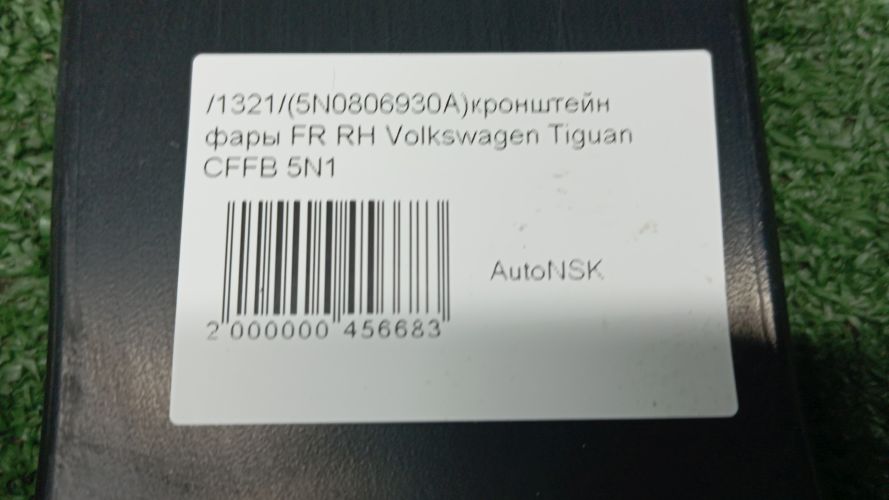 /1321/(5N0806930A)кронштейн
фары FR RH Volkswagen Tiguan
CFFB 5N1
AutoNSK
2 000000 456683